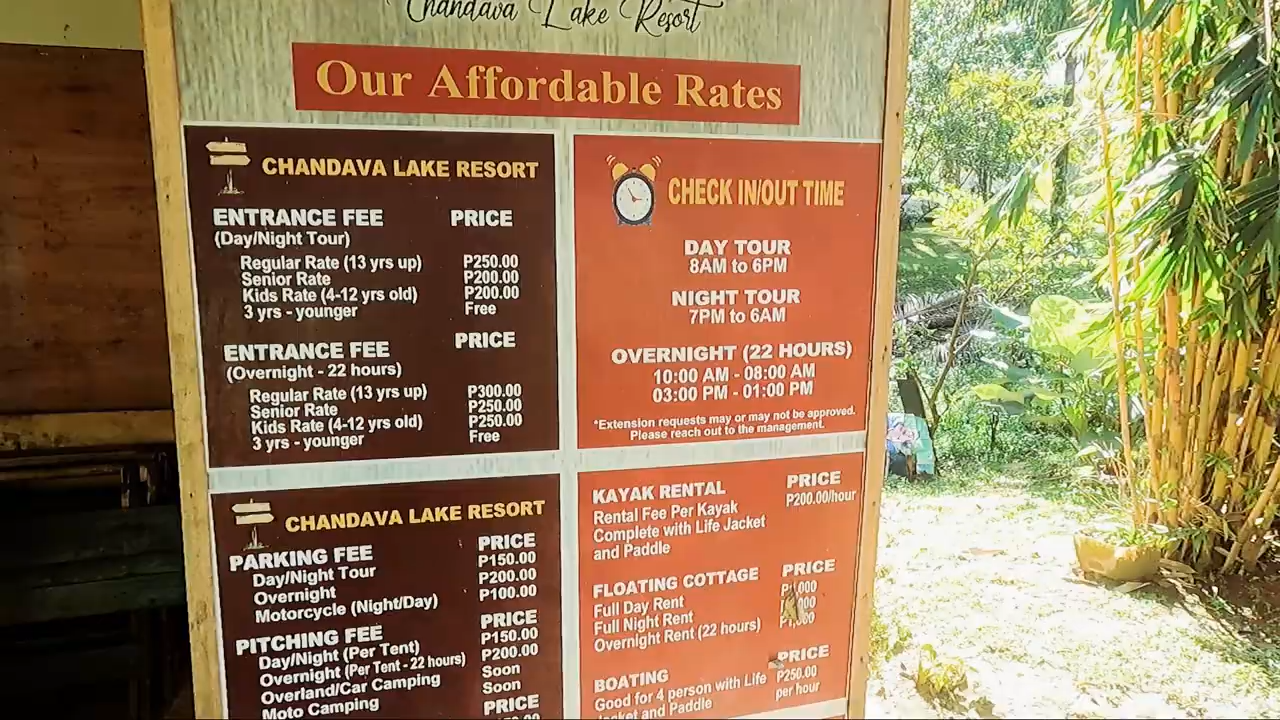 Chandava Lake Resort
Our Affordable Rates
CHANDAVA LAKE RESORT
ENTRANCE FEE PRICE
(Day/Night Tour)
Regular Rate (13 yrs up) P250.00
Senior Rate P200.00
Kids Rate (4-12 yrs old) P200.00
3 yrs - younger Free
ENTRANCE FEE PRICE
(Overnight - 22 hours)
Regular Rate (13 yrs up) P300.00
Senior Rate P250.00
Kids Rate (4-12 yrs old) P250.00
3 yrs - younger Free
CHECK IN/OUT TIME
DAY TOUR
8AM to 6PM
NIGHT TOUR
7PM to 6AM
OVERNIGHT (22 HOURS)
10:00 AM - 08:00 AM
03:00 PM - 01:00 PM
*Extension requests may or may not be approved.
Please reach out to the management.
CHANDAVA LAKE RESORT
PARKING FEE PRICE
Day/Night Tour P150.00
Overnight P200.00
Motorcycle (Night/Day) P100.00
PITCHING FEE PRICE
Day/Night (Per Tent) P150.00
Overnight (Per Tent - 22 hours) P200.00
Overland/Car Camping Soon
Moto Camping Soon
PRICE
KAYAK RENTAL PRICE
Rental Fee Per Kayak P200.00/hour
Complete with Life Jacket
and Paddle
FLOATING COTTAGE PRICE
Full Day Rent
Full Night Rent
Overnight Rent (22 hours)
BOATING PRICE
Good for 4 person with Life P250.00
Jacket and Paddle per hour